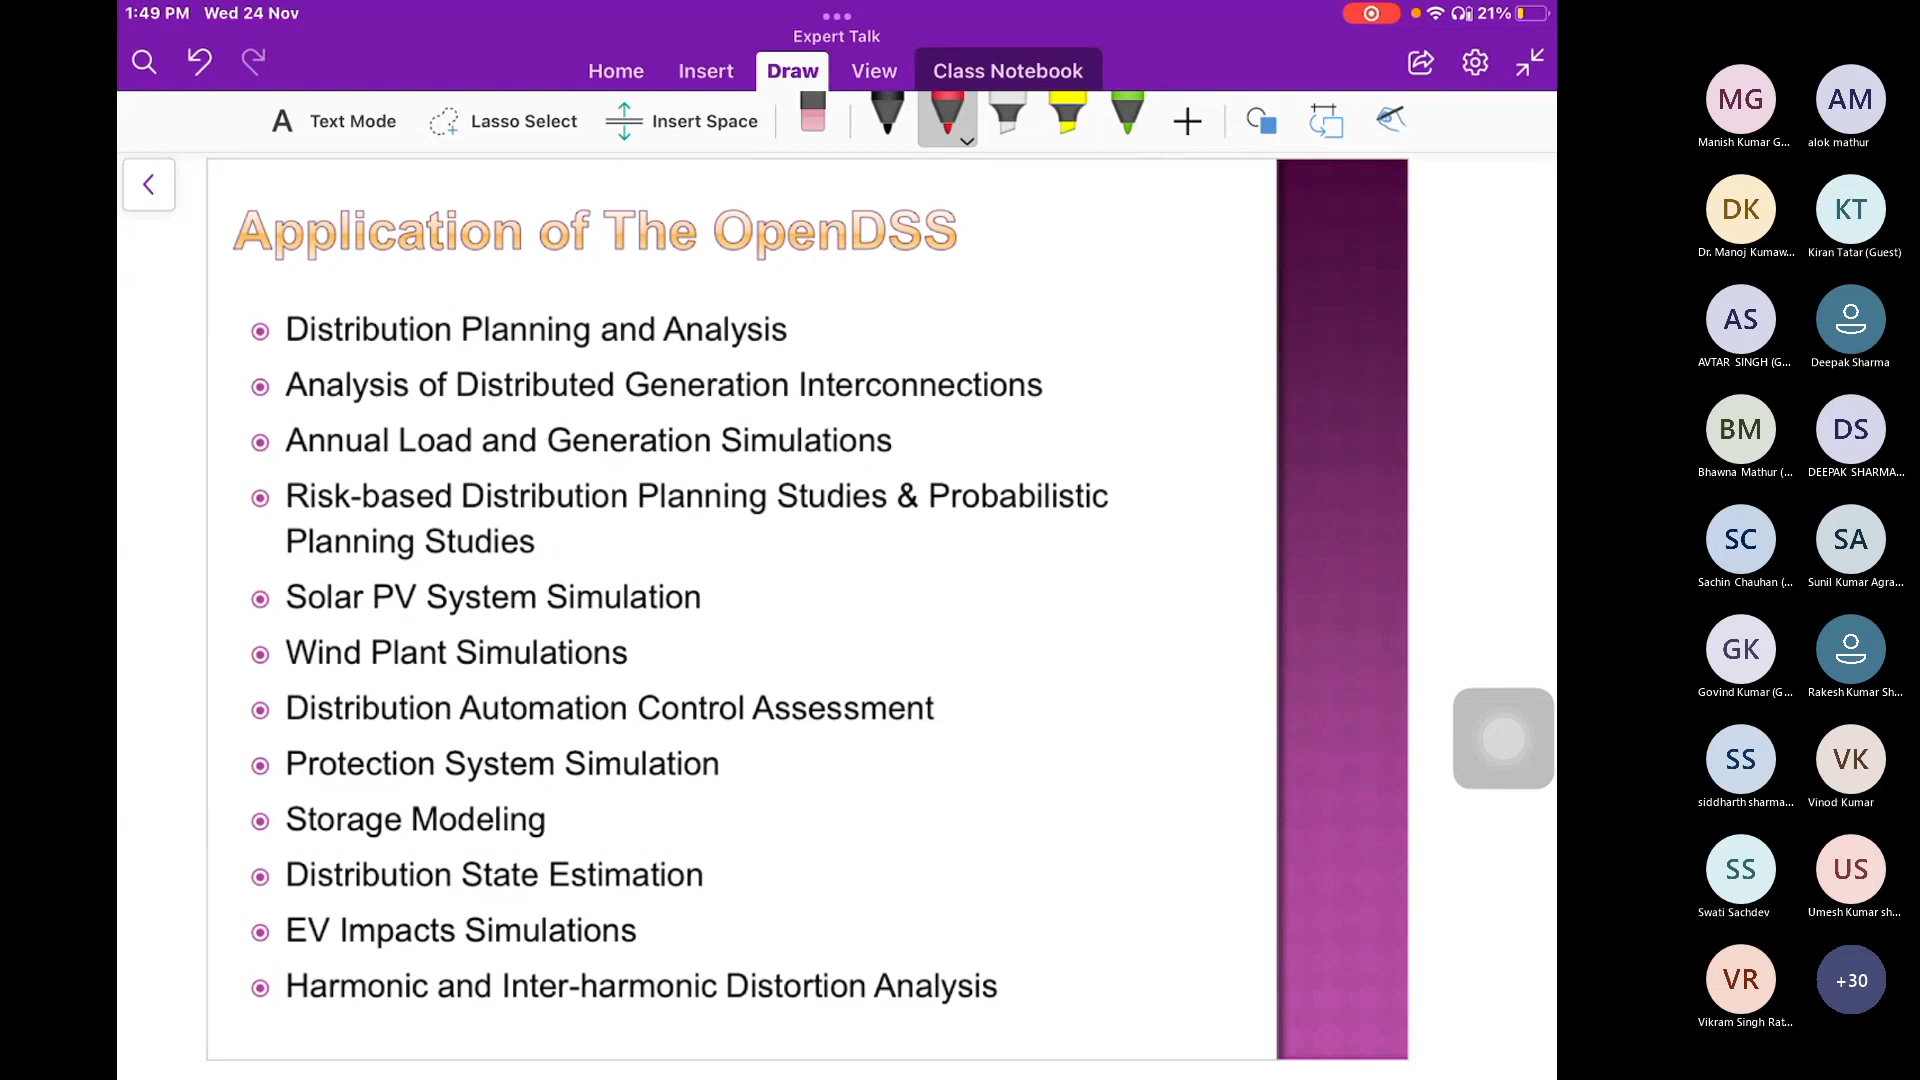 1:49 PM Wed 24 Nov
21%
Expert Talk
Home Insert Draw View Class Notebook
A Text Mode Lasso Select Insert Space
Application of The OpenDSS
Distribution Planning and Analysis
Analysis of Distributed Generation Interconnections
Annual Load and Generation Simulations
Risk-based Distribution Planning Studies & Probabilistic
Planning Studies
Solar PV System Simulation
Wind Plant Simulations
Distribution Automation Control Assessment
Protection System Simulation
Storage Modeling
Distribution State Estimation
EV Impacts Simulations
Harmonic and Inter-harmonic Distortion Analysis
MG AM
Manish Kumar G... alok mathur
DK KT
Dr. Manoj Kumaw... Kiran Tatar (Guest)
AS
AVTAR SINGH (G... Deepak Sharma
BM DS
Bhawna Mathur (... DEEPAK SHARMA...
SC SA
Sachin Chauhan (... Sunil Kumar Agra...
GK
Govind Kumar (G... Rakesh Kumar Sh...
SS VK
siddharth sharma... Vinod Kumar
SS US
Swati Sachdev Umesh Kumar sh...
VR +30
Vikram Singh Rat...